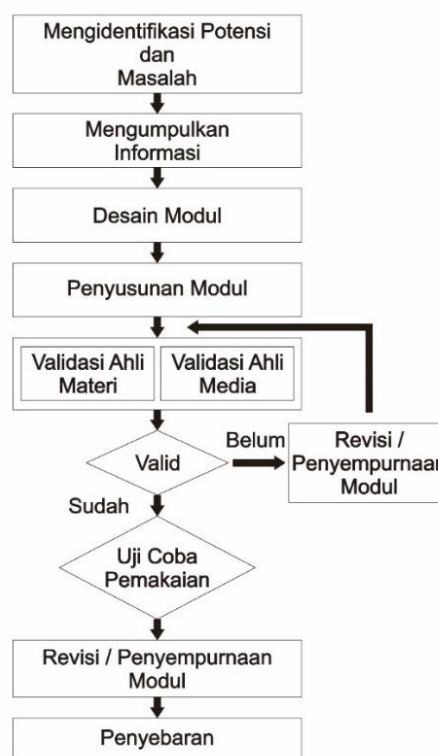 Mengidentifikasi Potensi
dan
Masalah
Mengumpulkan
Informasi
Desain Modul
Penyusunan Modul
Validasi Ahli
Materi
Validasi Ahli
Media
Valid
Belum
Revisi /
Penyempurnaan
Modul
Sudah
Uji Coba
Pemakaian
Revisi / Penyempurnaan
Modul
Penyebaran